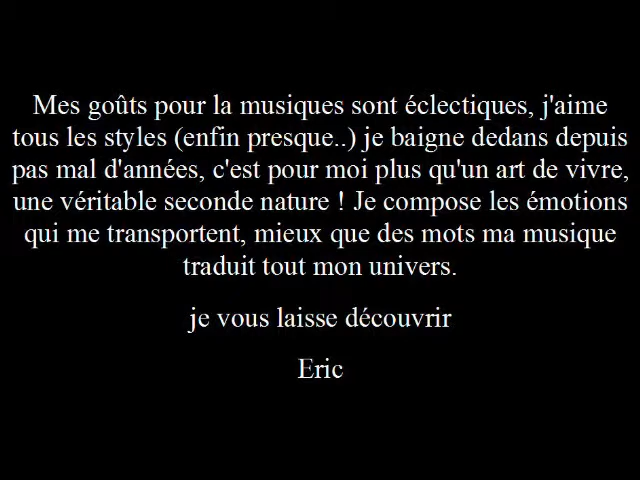 Mes goûts pour la musiques sont éclectiques, j'aime
tous les styles (enfin presque..) je baigne dedans depuis
pas mal d'années, c'est pour moi plus qu'un art de vivre,
une véritable seconde nature ! Je compose les émotions
qui me transportent, mieux que des mots ma musique
traduit tout mon univers.
je vous laisse découvrir
Eric